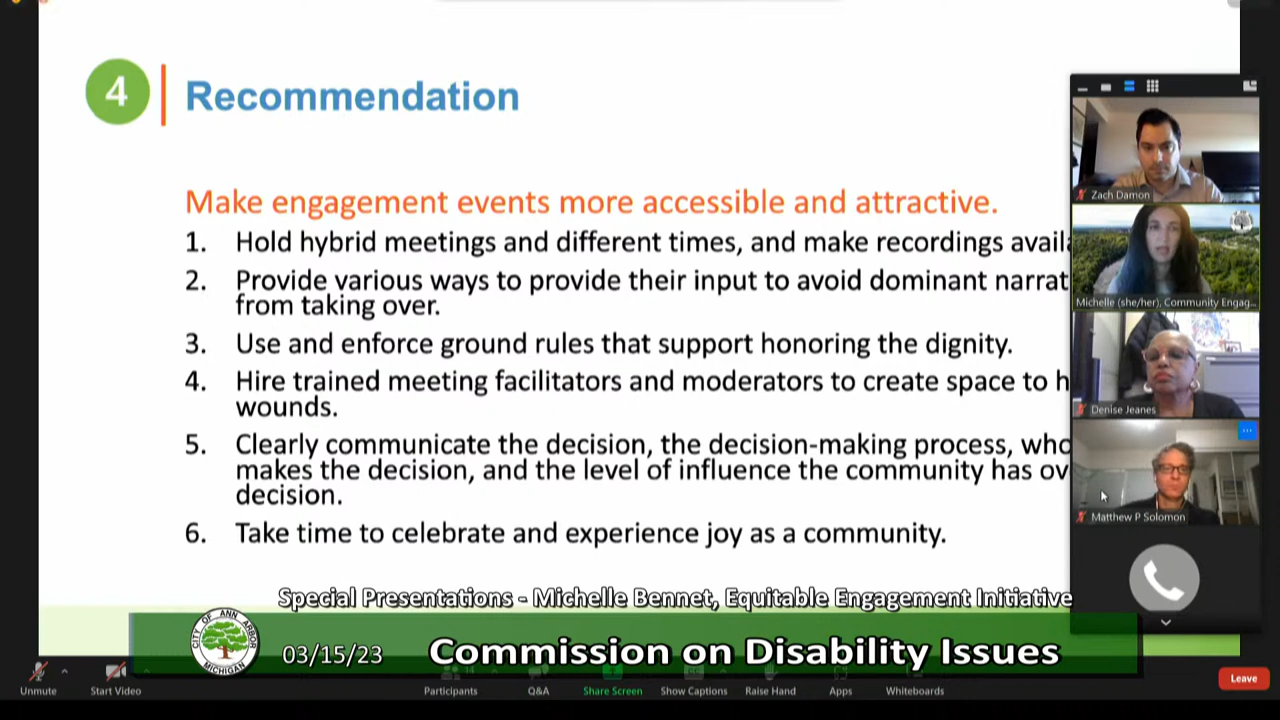 4
Recommendation
Make engagement events more accessible and attractive.
1. Hold hybrid meetings and different times, and make recordings avail
2. Provide various ways to provide their input to avoid dominant narrat
from taking over.
3. Use and enforce ground rules that support honoring the dignity.
4. Hire trained meeting facilitators and moderators to create space to h
wounds.
5. Clearly communicate the decision, the decision-making process, who
makes the decision, and the level of influence the community has ov
decision.
6. Take time to celebrate and experience joy as a community.
Zach Damon
Michelle (she/her), Community Engag...
Denise Jeanes
Matthew P Solomon
Special Presentations - Michelle Bennet, Equitable Engagement Initiative
CITY OF ANN ARBOR
MICHIGAN
03/15/23
Commission on Disability Issues
Unmute
Start Video
Participants
14
Q&A
Share Screen
Show Captions
Raise Hand
Apps
Whiteboards
Leave